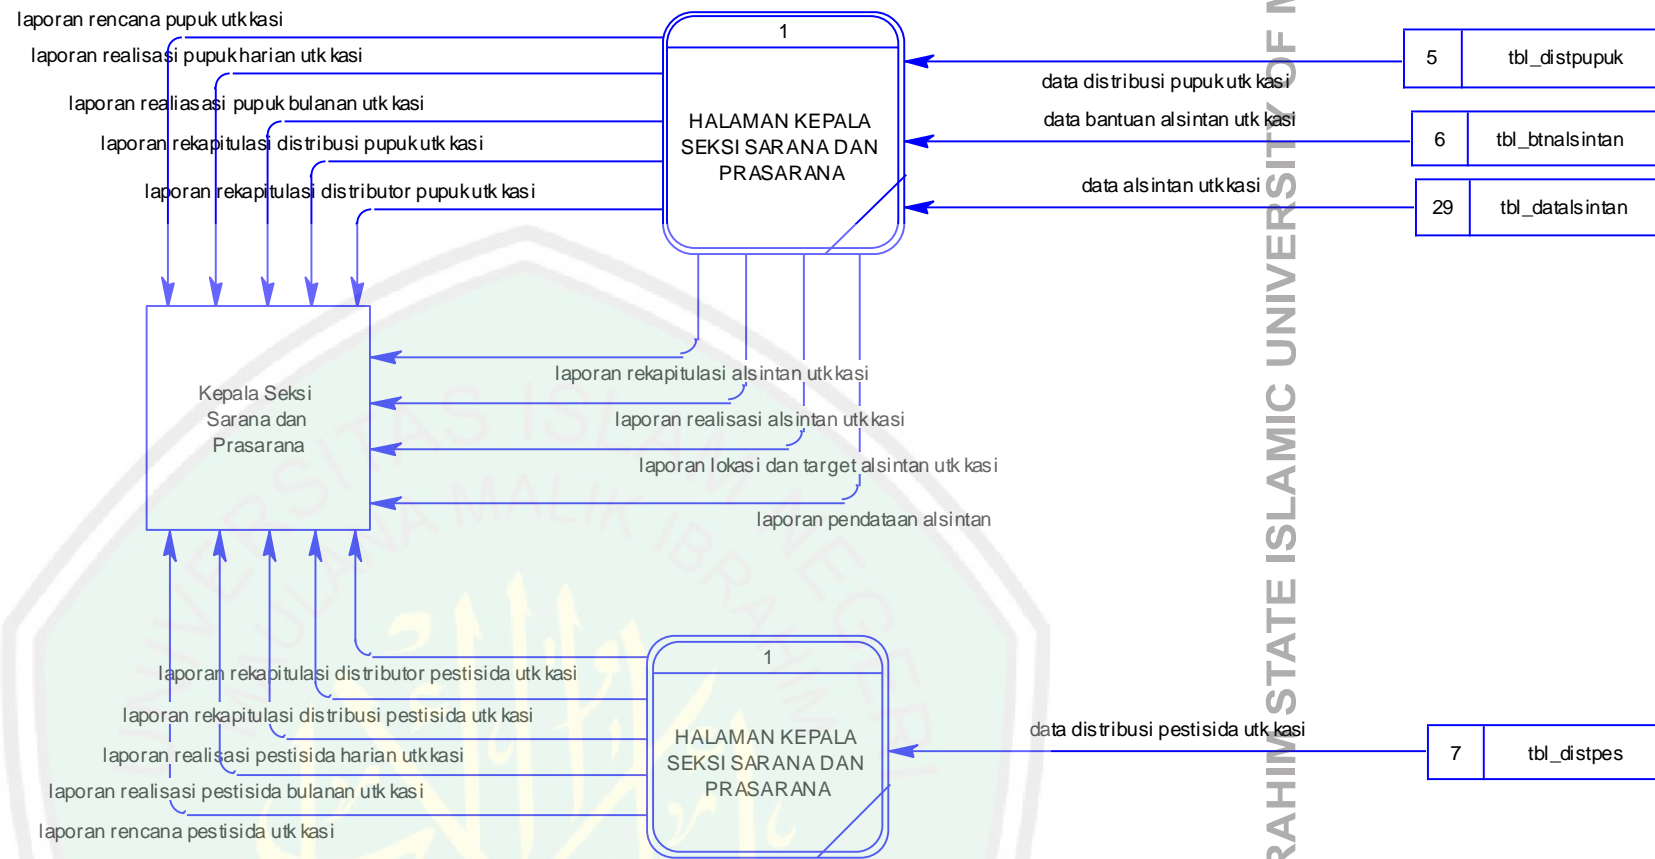 laporan rencana pupuk utk kasi
laporan realisasi pupuk harian utk kasi
laporan realiasasi pupuk bulanan utk kasi
laporan rekapitulasi distribusi pupuk utk kasi
laporan rekapitulasi distributor pupuk utk kasi
1
HALAMAN KEPALA
SEKSI SARANA DAN
PRASARANA
data distribusi pupuk utk kasi
data bantuan alsintan utk kasi
data alsintan utk kasi
5
tbl_distpupuk
6
tbl_btnalsintan
29
tbl_datalsintan
Kepala Seksi
Sarana dan
Prasarana
laporan rekapitulasi alsintan utk kasi
laporan realisasi alsintan utk kasi
laporan lokasi dan target alsintan utk kasi
laporan pendataan alsintan
laporan rekapitulasi distributor pestisida utk kasi
laporan rekapitulasi distribusi pestisida utk kasi
laporan realisasi pestisida harian utk kasi
laporan realisasi pestisida bulanan utk kasi
laporan rencana pestisida utk kasi
1
HALAMAN KEPALA
SEKSI SARANA DAN
PRASARANA
data distribusi pestisida utk kasi
7
tbl_distpes
UNIVERSITAS ISLAM NEGERI
MAULANA MALIK IBRAHIM
RAHIM STATE ISLAMIC UNIVERSITY OF